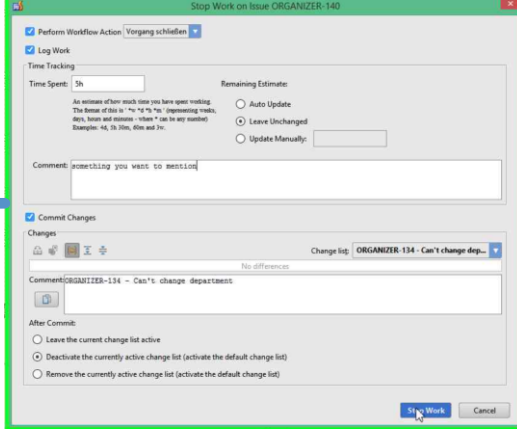 Stop Work on Issue ORGANIZER-140
Perform Workflow Action Vorgang schließen
Log Work
Time Tracking
Time Spent: 5h
Remaining Estimate:
An estimate of how much time you have spent working.
The format of this is ' *w *d *h *m ' (representing weeks,
days, hours and minutes - where * can be any number)
Examples: 4d, 5h 30m, 60m and 3w.
Auto Update
Leave Unchanged
Update Manually:
Comment: something you want to mention
Commit Changes
Changes
Change list: ORGANIZER-134 - Can't change dep...
No differences
Comment: ORGANIZER-134 - Can't change department
After Commit:
Leave the current change list active
Deactivate the currently active change list (activate the default change list)
Remove the currently active change list (activate the default change list)
Stop Work Cancel